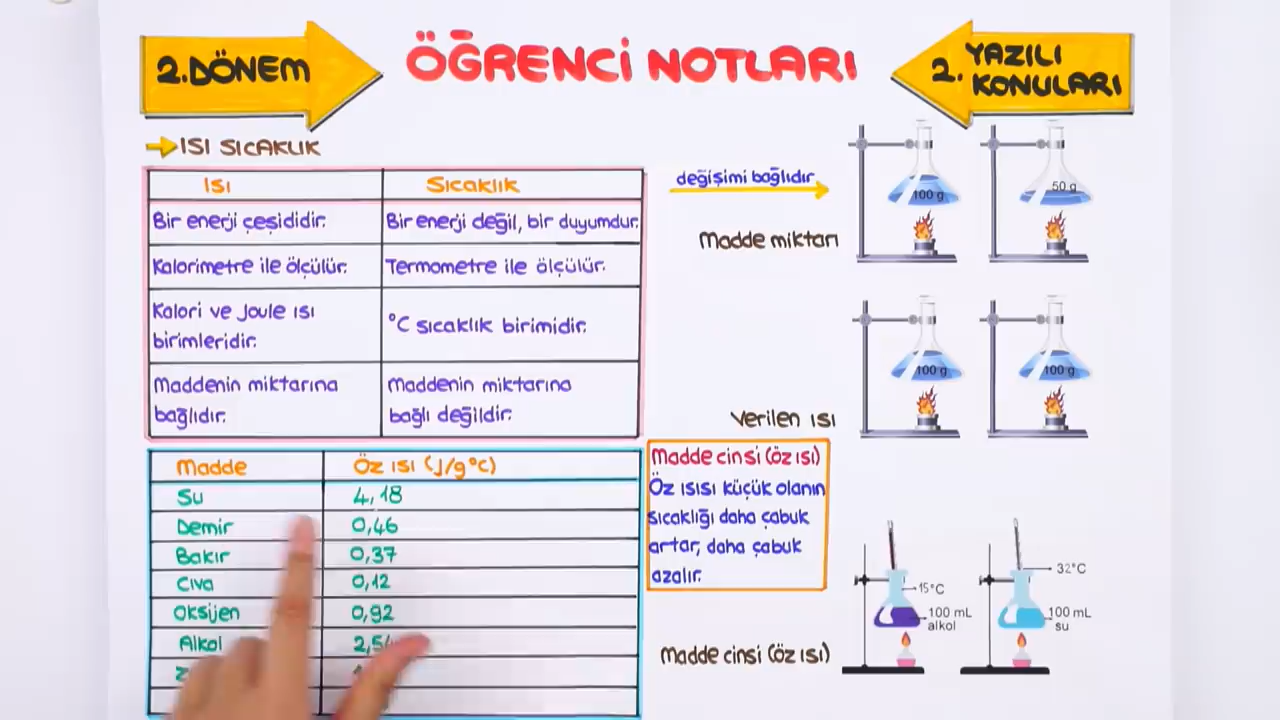 2. DÖNEM
ÖĞRENCİ NOTLARI
2. YAZILI
KONULARI
ISI SICAKLIK
Isı
Sıcaklık
Bir enerji çeşididir.
Bir enerji değil, bir duyumdur.
Kalorimetre ile ölçülür.
Termometre ile ölçülür.
Kalori ve Joule ısı
birimleridir.
°C sıcaklık birimidir.
Maddenin miktarına
bağlıdır.
Maddenin miktarına
bağlı değildir.
değişimi bağlıdır
Madde miktarı
100 g
50 g
Verilen ısı
100 g
100 g
Madde
Öz ısı (J/g°C)
Su
4,18
Demir
0,46
Bakır
0,37
Cıva
0,12
Oksijen
0,92
Alkol
Madde cinsi (öz ısı)
Öz ısısı küçük olanın
sıcaklığı daha çabuk
artar, daha çabuk
azalır.
Madde cinsi (öz ısı)
15°C
100 mL
alkol
32°C
100 mL
su